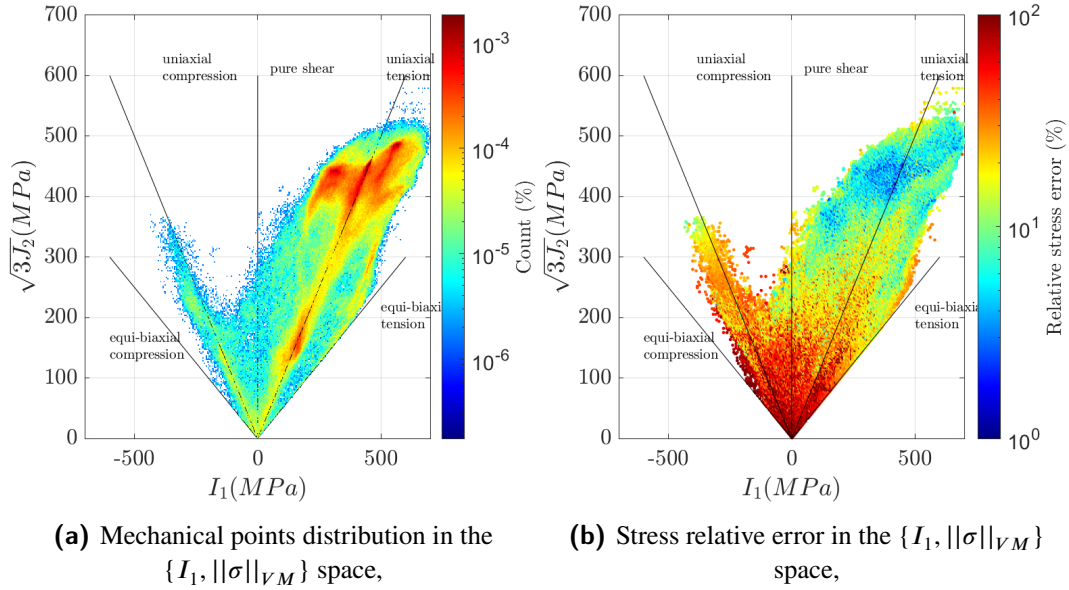 700
600
500
400
300
200
100
0
-500
0
500
√3J₂(MPa)
I₁(MPa)
uniaxial
compression
pure shear
uniaxial
tension
equi-biaxial
compression
equi-biaxial
tension
10⁻³
10⁻⁴
10⁻⁵
10⁻⁶
Count (%)
700
600
500
400
300
200
100
0
-500
0
500
√3J₂(MPa)
I₁(MPa)
uniaxial
compression
pure shear
uniaxial
tension
equi-biaxial
compression
equi-biaxial
tension
10²
10¹
10⁰
Relative stress error (%)
(a) Mechanical points distribution in the
{I₁, ||σ||_VM} space,
(b) Stress relative error in the {I₁, ||σ||_VM}
space,